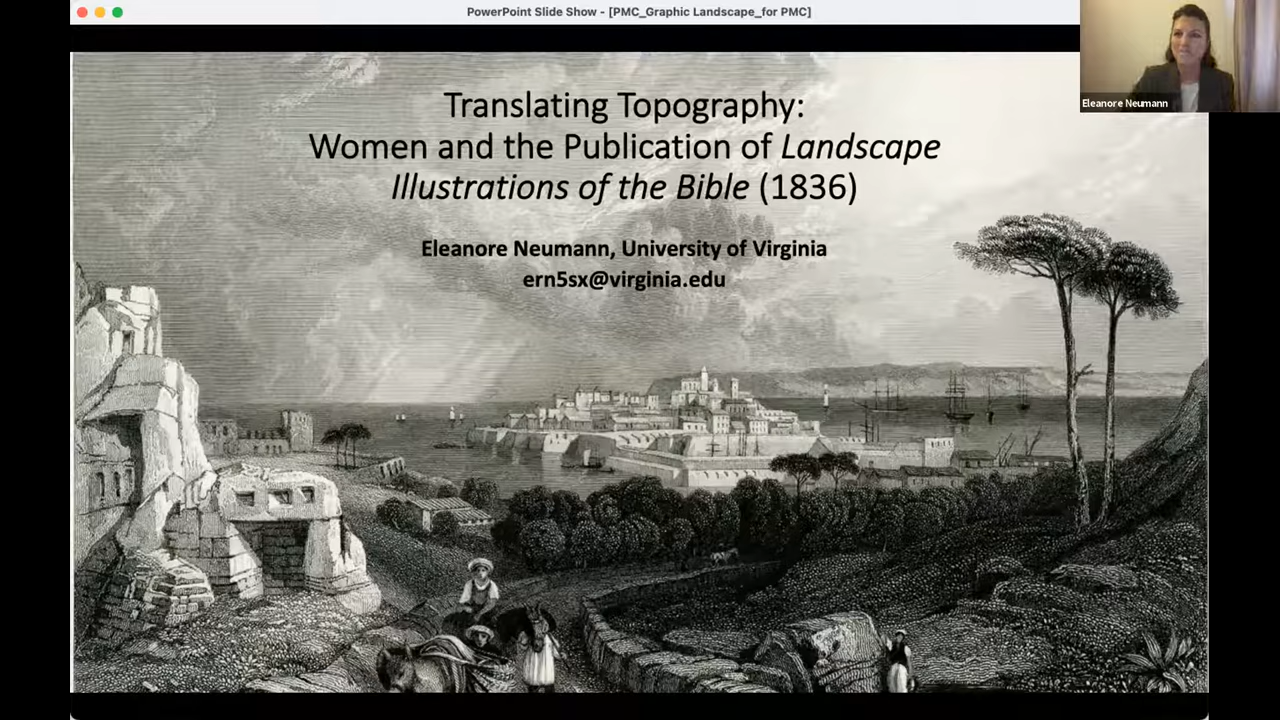 PowerPoint Slide Show - [PMC_Graphic Landscape_for PMC]
Eleanore Neumann
Translating Topography:
Women and the Publication of Landscape
Illustrations of the Bible (1836)
Eleanore Neumann, University of Virginia
ern5sx@virginia.edu